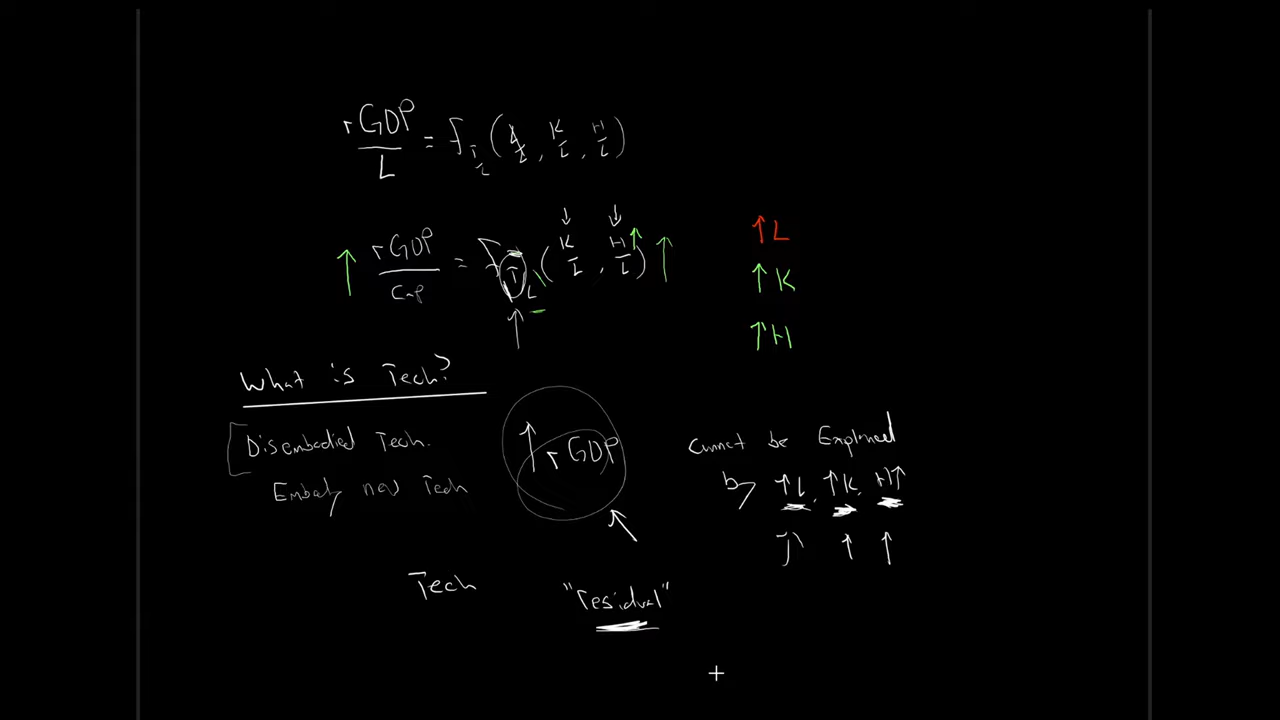 rGDP/L = f T/L (L/L, K/L, H/L)
↑ rGDP/Cap = f T/L (K/L, H/L↑) ↑
↑L
↑K
↑H
What is Tech?
Disembodied Tech.
Embody new Tech
↑ rGDP
Cannot be Explained
by ↑L, ↑K, H↑
↑ ↑
Tech
"residual"